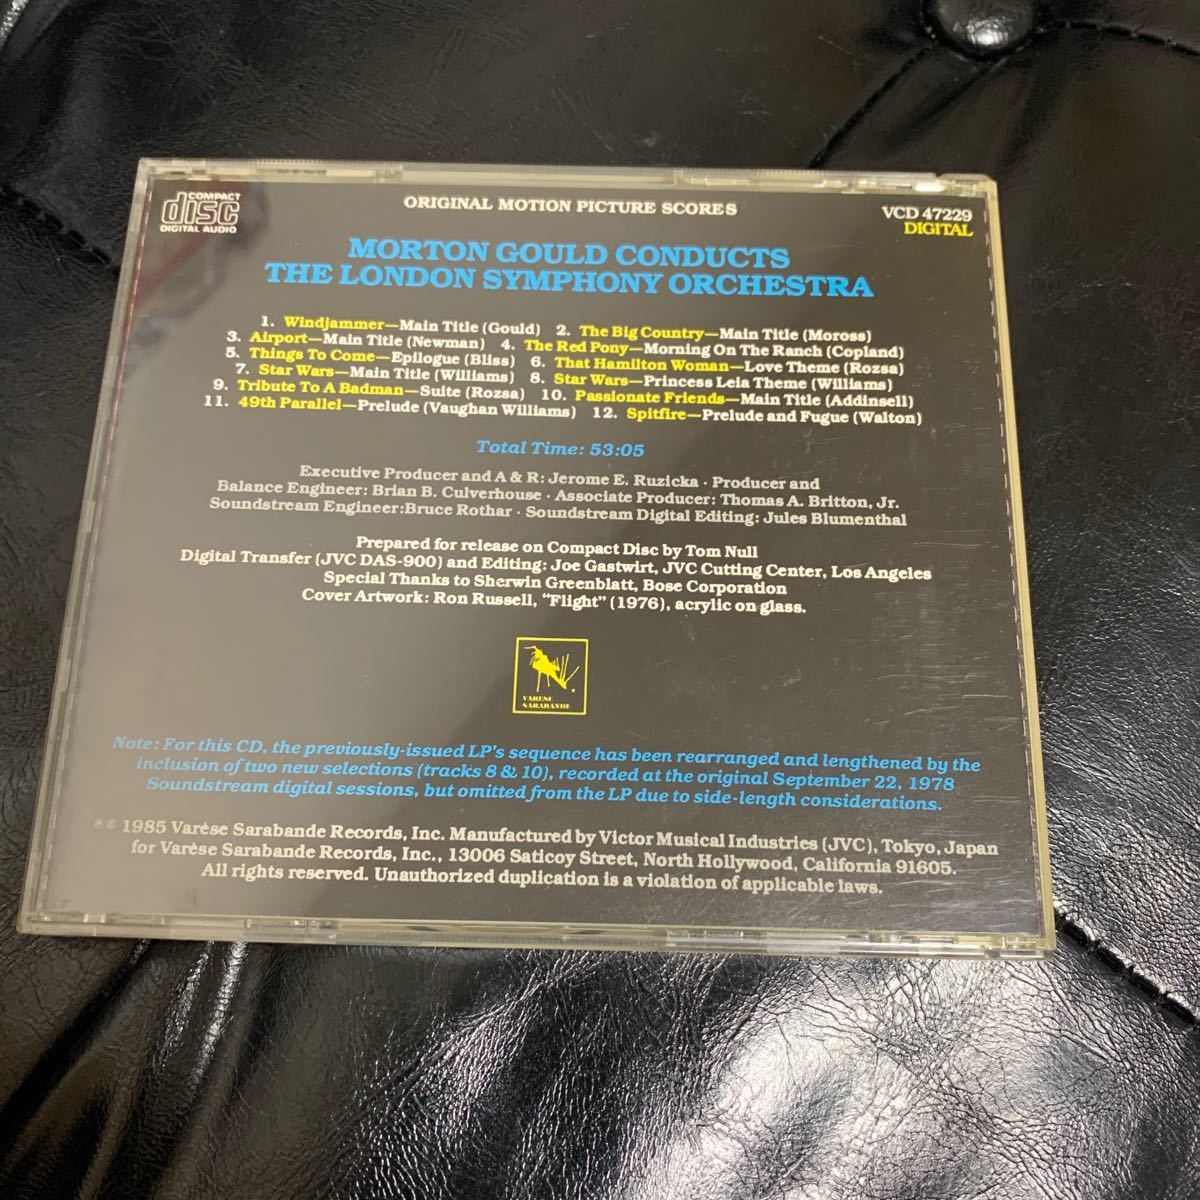 COMPACT
disc
DIGITAL AUDIO
ORIGINAL MOTION PICTURE SCORES
VCD 47229
DIGITAL
MORTON GOULD CONDUCTS
THE LONDON SYMPHONY ORCHESTRA
1. Windjammer—Main Title (Gould) 2. The Big Country—Main Title (Moross)
3. Airport—Main Title (Newman) 4. The Red Pony—Morning On The Ranch (Copland)
5. Things To Come—Epilogue (Bliss) 6. That Hamilton Woman—Love Theme (Rozsa)
7. Star Wars—Main Title (Williams) 8. Star Wars—Princess Leia Theme (Williams)
9. Tribute To A Badman—Suite (Rozsa) 10. Passionate Friends—Main Title (Addinsell)
11. 49th Parallel—Prelude (Vaughan Williams) 12. Spitfire—Prelude and Fugue (Walton)
Total Time: 53:05
Executive Producer and A & R: Jerome E. Ruzicka · Producer and
Balance Engineer: Brian B. Culverhouse · Associate Producer: Thomas A. Britton, Jr.
Soundstream Engineer:Bruce Rothar · Soundstream Digital Editing: Jules Blumenthal
Prepared for release on Compact Disc by Tom Null
Digital Transfer (JVC DAS-900) and Editing: Joe Gastwirt, JVC Cutting Center, Los Angeles
Special Thanks to Sherwin Greenblatt, Bose Corporation
Cover Artwork: Ron Russell, “Flight” (1976), acrylic on glass.
VARESE
SARABANDE
Note: For this CD, the previously-issued LP's sequence has been rearranged and lengthened by the
inclusion of two new selections (tracks 8 & 10), recorded at the original September 22, 1978
Soundstream digital sessions, but omitted from the LP due to side-length considerations.
℗ © 1985 Varèse Sarabande Records, Inc. Manufactured by Victor Musical Industries (JVC), Tokyo, Japan
for Varèse Sarabande Records, Inc., 13006 Saticoy Street, North Hollywood, California 91605.
All rights reserved. Unauthorized duplication is a violation of applicable laws.